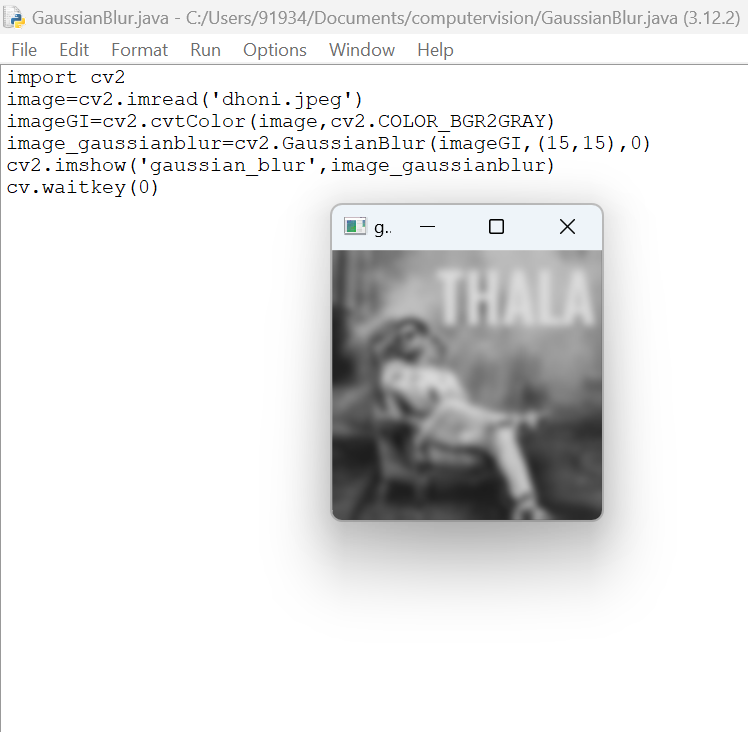 GaussianBlur.java - C:/Users/91934/Documents/computervision/GaussianBlur.java (3.12.2)
File Edit Format Run Options Window Help
import cv2
image=cv2.imread('dhoni.jpeg')
imageGI=cv2.cvtColor(image,cv2.COLOR_BGR2GRAY)
image_gaussianblur=cv2.GaussianBlur(imageGI,(15,15),0)
cv2.imshow('gaussian_blur',image_gaussianblur)
cv.waitkey(0)
g..
THALA